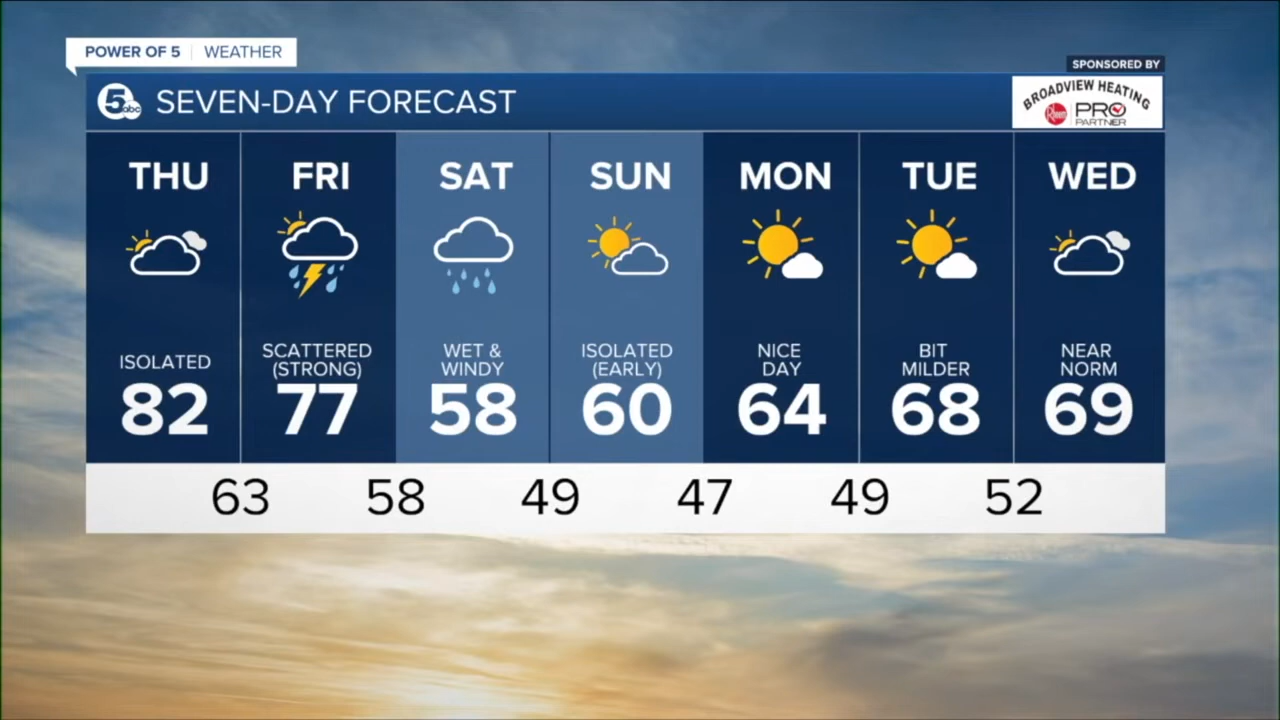 POWER OF 5 | WEATHER
SPONSORED BY
5 abc SEVEN-DAY FORECAST
BROADVIEW HEATING
Rheem PRO
PARTNER
THU FRI SAT SUN MON TUE WED
ISOLATED
SCATTERED
(STRONG)
WET &
WINDY
ISOLATED
(EARLY)
NICE
DAY
BIT
MILDER
NEAR
NORM
82 77 58 60 64 68 69
63 58 49 47 49 52